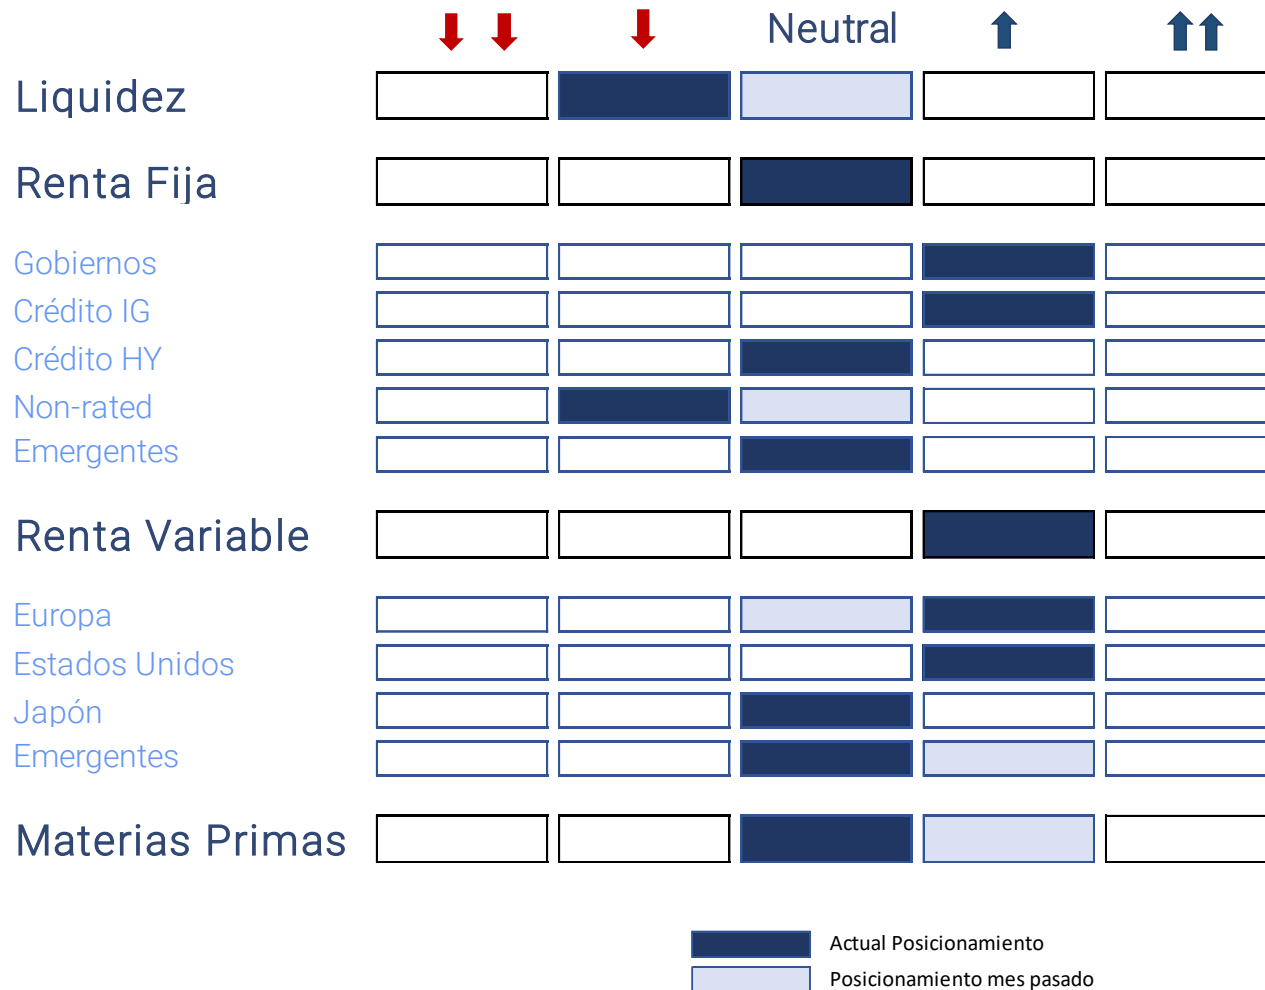 Neutral
Liquidez
Renta Fija
Gobiernos
Crédito IG
Crédito HY
Non-rated
Emergentes
Renta Variable
Europa
Estados Unidos
Japón
Emergentes
Materias Primas
Actual Posicionamiento
Posicionamiento mes pasado